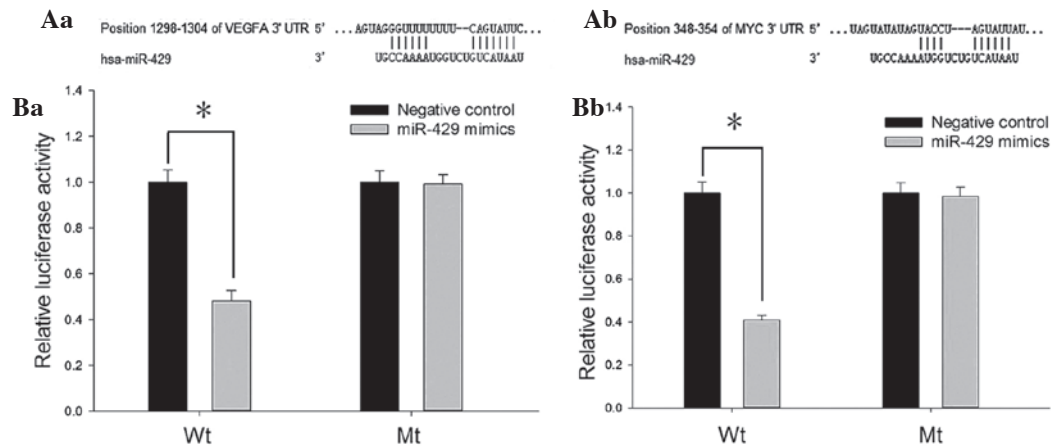 Aa
Position 1298-1304 of VEGFA 3' UTR 5' ...AGUAGGGUUUUUUUUU--CAGUAUUC...
hsa-miR-429 3' UGCCAAAAUGGUCUGUCAUAAU
Ab
Position 348-354 of MYC 3' UTR 5' ...UAGUAUAUAGUACCU---AGUAUUAU...
hsa-miR-429 3' UGCCAAAAUGGUCUGUCAUAAU
Ba
Relative luciferase activity
1.4
1.2
1.0
0.8
0.6
0.4
0.2
0.0
*
Negative control
miR-429 mimics
Wt
Mt
Bb
Relative luciferase activity
1.4
1.2
1.0
0.8
0.6
0.4
0.2
0.0
*
Negative control
miR-429 mimics
Wt
Mt